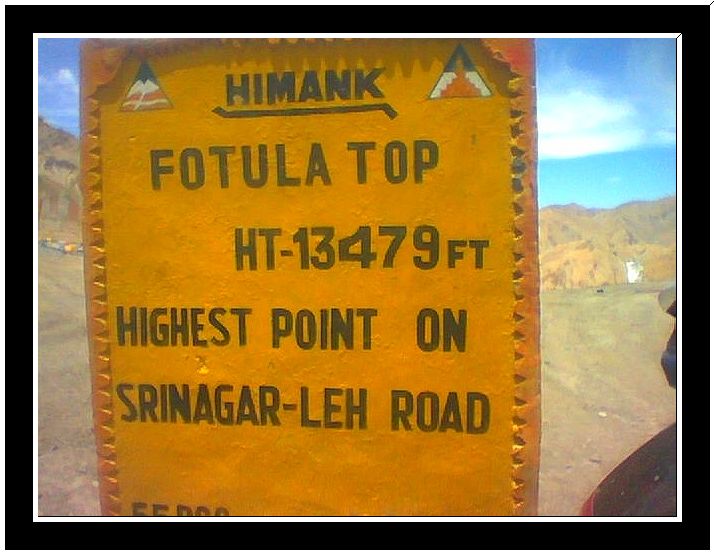 HIMANK
FOTULA TOP
HT-13479 FT
HIGHEST POINT ON
SRINAGAR-LEH ROAD